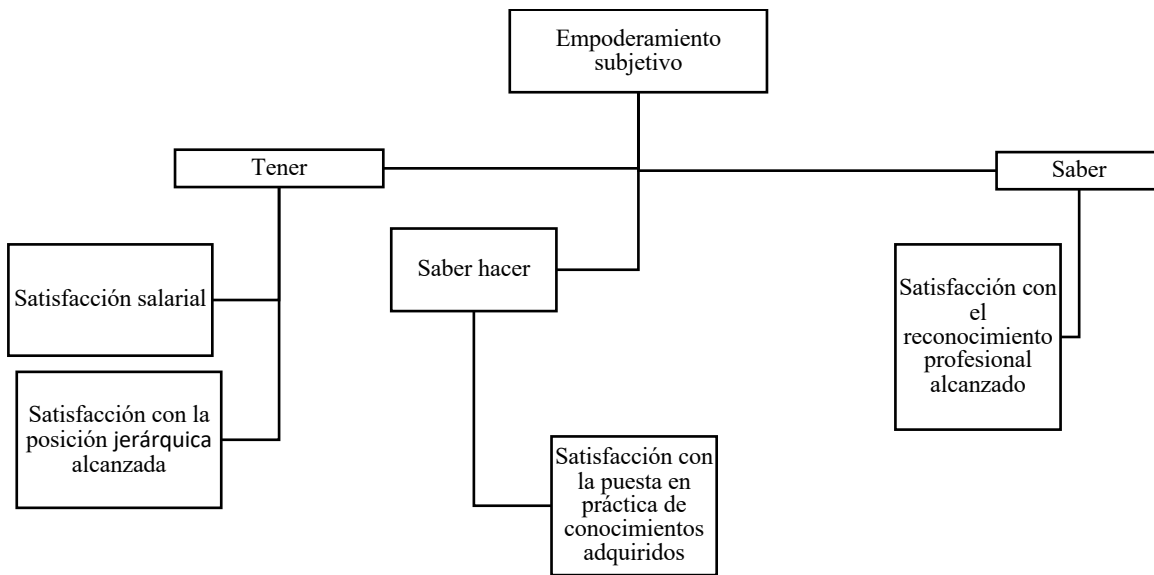 Empoderamiento
subjetivo
Tener
Saber
Saber hacer
Satisfacción salarial
Satisfacción con
el
reconocimiento
profesional
alcanzado
Satisfacción con la
posición jerárquica
alcanzada
Satisfacción con
la puesta en
práctica de
conocimientos
adquiridos